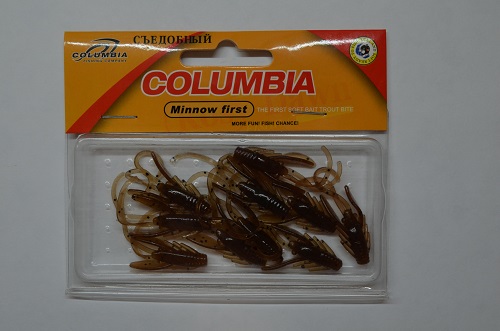 СЪЕДОБНЫЙ
COLUMBIA
COLUMBIA
Minnow first
THE FIRST SOFT BAIT TROUT BITE
MORE FUN! FISH! CHANCE!